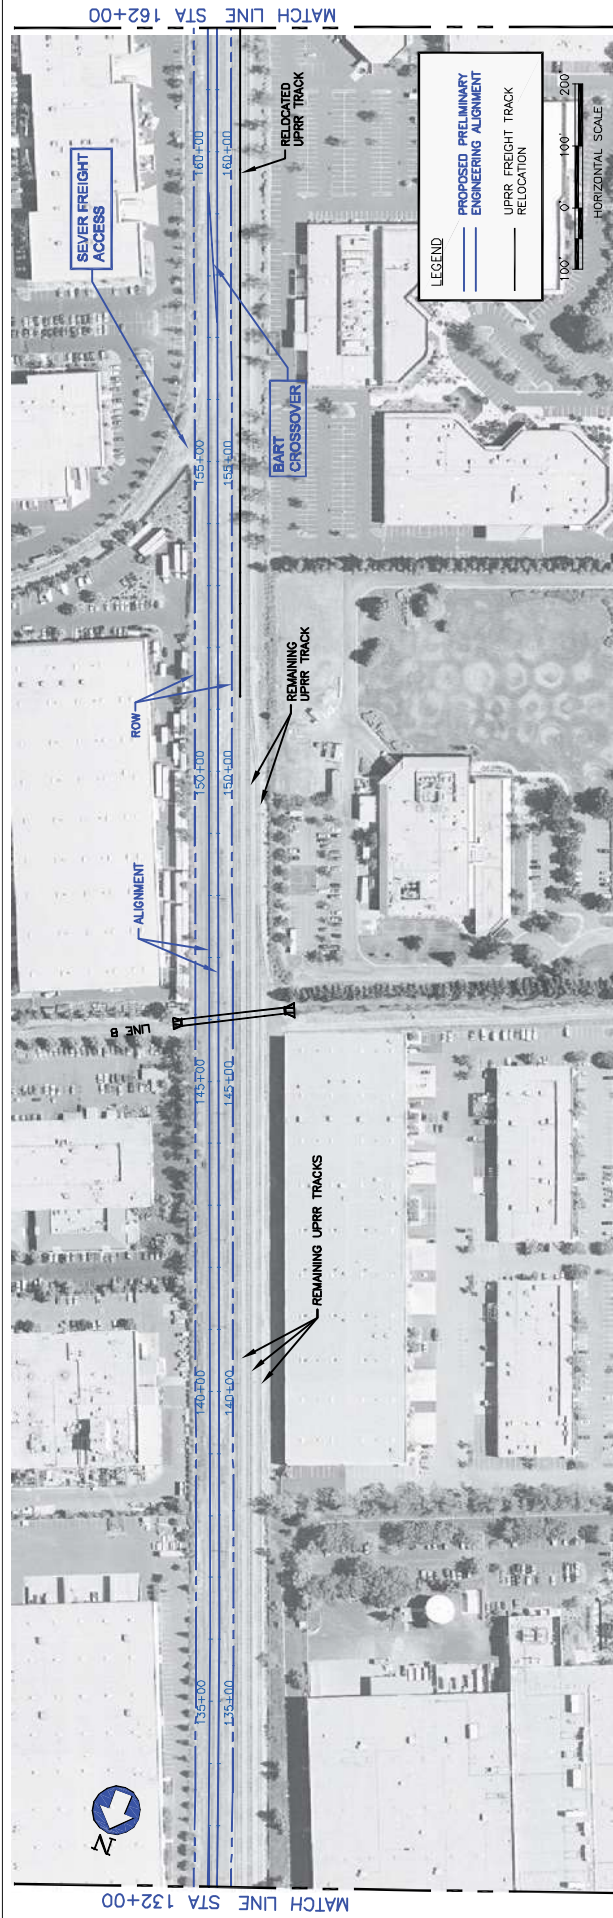 MATCH LINE STA 162+00
SEVER FREIGHT
ACCESS
160+00
160+00
RELOCATED
UPRR TRACK
LEGEND
PROPOSED PRELIMINARY
ENGINEERING ALIGNMENT
UPRR FREIGHT TRACK
RELOCATION
100'
0'
100'
200'
HORIZONTAL SCALE
BART
CROSSOVER
155+00
155+00
ROW
REMAINING
UPRR TRACK
150+00
150+00
ALIGNMENT
LINE B
145+00
145+00
REMAINING UPRR TRACKS
140+00
140+00
135+00
135+00
N
MATCH LINE STA 132+00